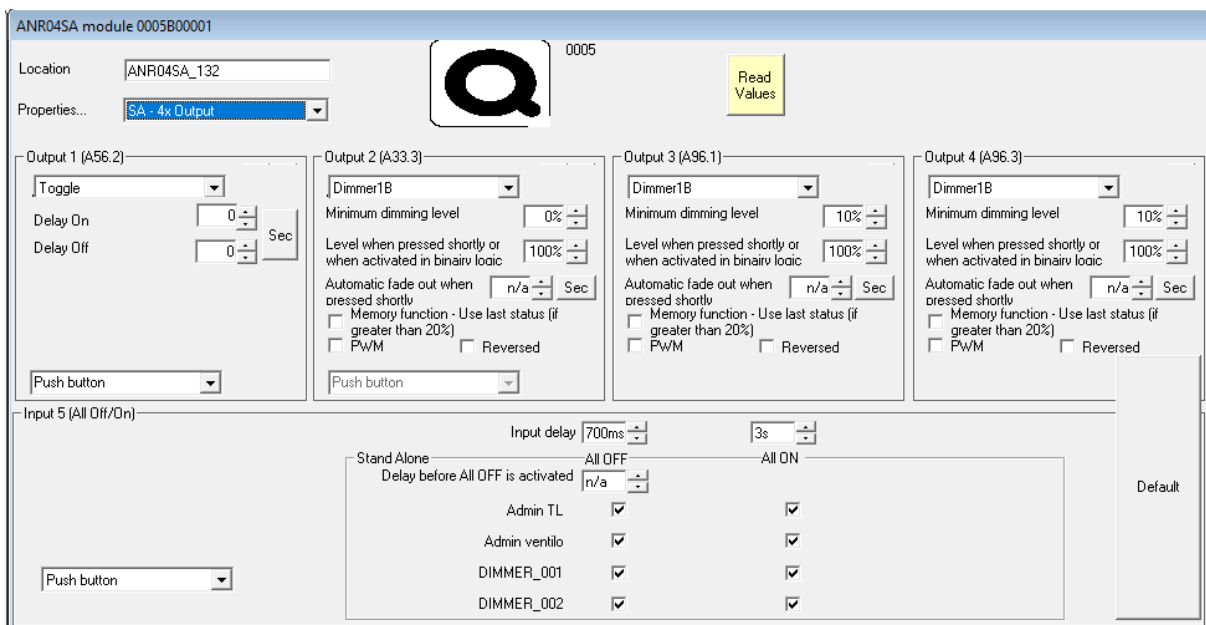 ANR04SA module 0005B00001
0005
Location ANR04SA_132
Read
Values
Properties... SA - 4x Output
Output 1 (A56.2)
Toggle
Delay On 0
Delay Off 0
Sec
Push button
Output 2 (A33.3)
Dimmer1B
Minimum dimming level 0%
Level when pressed shortly or
when activated in binairy logic 100%
Automatic fade out when
pressed shortly n/a Sec
Memory function - Use last status (if
greater than 20%)
PWM Reversed
Push button
Output 3 (A96.1)
Dimmer1B
Minimum dimming level 10%
Level when pressed shortly or
when activated in binairy logic 100%
Automatic fade out when
pressed shortly n/a Sec
Memory function - Use last status (if
greater than 20%)
PWM Reversed
Output 4 (A96.3)
Dimmer1B
Minimum dimming level 10%
Level when pressed shortly or
when activated in binairy logic 100%
Automatic fade out when
pressed shortly n/a Sec
Memory function - Use last status (if
greater than 20%)
PWM Reversed
Input 5 (All Off/On)
Input delay 700ms 3s
Stand Alone All OFF All ON
Delay before All OFF is activated n/a
Admin TL
Admin ventilo
DIMMER_001
DIMMER_002
Push button
Default